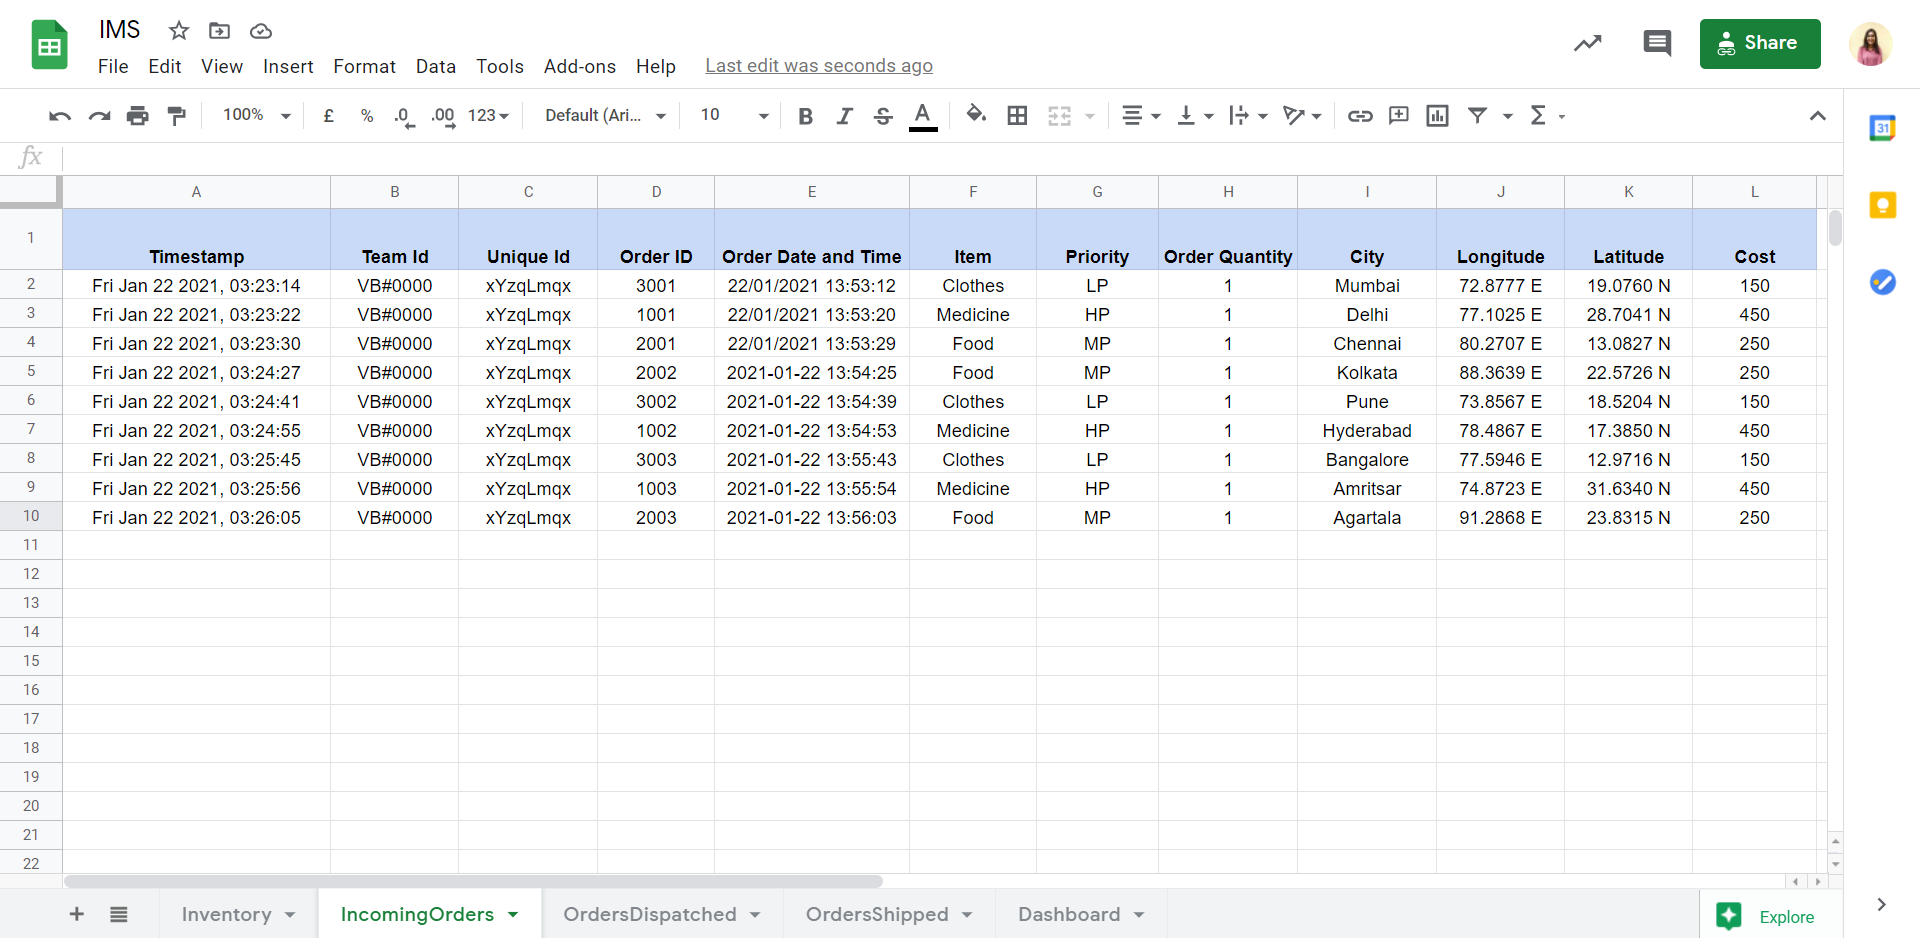 IMS
File Edit View Insert Format Data Tools Add-ons Help Last edit was seconds ago
Share
100% £ % .0 .00 123 Default (Ari... 10 B I S A Σ
31
fx
A B C D E F G H I J K L
1 Timestamp Team Id Unique Id Order ID Order Date and Time Item Priority Order Quantity City Longitude Latitude Cost
2 Fri Jan 22 2021, 03:23:14 VB#0000 xYzqLmqx 3001 22/01/2021 13:53:12 Clothes LP 1 Mumbai 72.8777 E 19.0760 N 150
3 Fri Jan 22 2021, 03:23:22 VB#0000 xYzqLmqx 1001 22/01/2021 13:53:20 Medicine HP 1 Delhi 77.1025 E 28.7041 N 450
4 Fri Jan 22 2021, 03:23:30 VB#0000 xYzqLmqx 2001 22/01/2021 13:53:29 Food MP 1 Chennai 80.2707 E 13.0827 N 250
5 Fri Jan 22 2021, 03:24:27 VB#0000 xYzqLmqx 2002 2021-01-22 13:54:25 Food MP 1 Kolkata 88.3639 E 22.5726 N 250
6 Fri Jan 22 2021, 03:24:41 VB#0000 xYzqLmqx 3002 2021-01-22 13:54:39 Clothes LP 1 Pune 73.8567 E 18.5204 N 150
7 Fri Jan 22 2021, 03:24:55 VB#0000 xYzqLmqx 1002 2021-01-22 13:54:53 Medicine HP 1 Hyderabad 78.4867 E 17.3850 N 450
8 Fri Jan 22 2021, 03:25:45 VB#0000 xYzqLmqx 3003 2021-01-22 13:55:43 Clothes LP 1 Bangalore 77.5946 E 12.9716 N 150
9 Fri Jan 22 2021, 03:25:56 VB#0000 xYzqLmqx 1003 2021-01-22 13:55:54 Medicine HP 1 Amritsar 74.8723 E 31.6340 N 450
10 Fri Jan 22 2021, 03:26:05 VB#0000 xYzqLmqx 2003 2021-01-22 13:56:03 Food MP 1 Agartala 91.2868 E 23.8315 N 250
11
12
13
14
15
16
17
18
19
20
21
22
Inventory IncomingOrders OrdersDispatched OrdersShipped Dashboard Explore